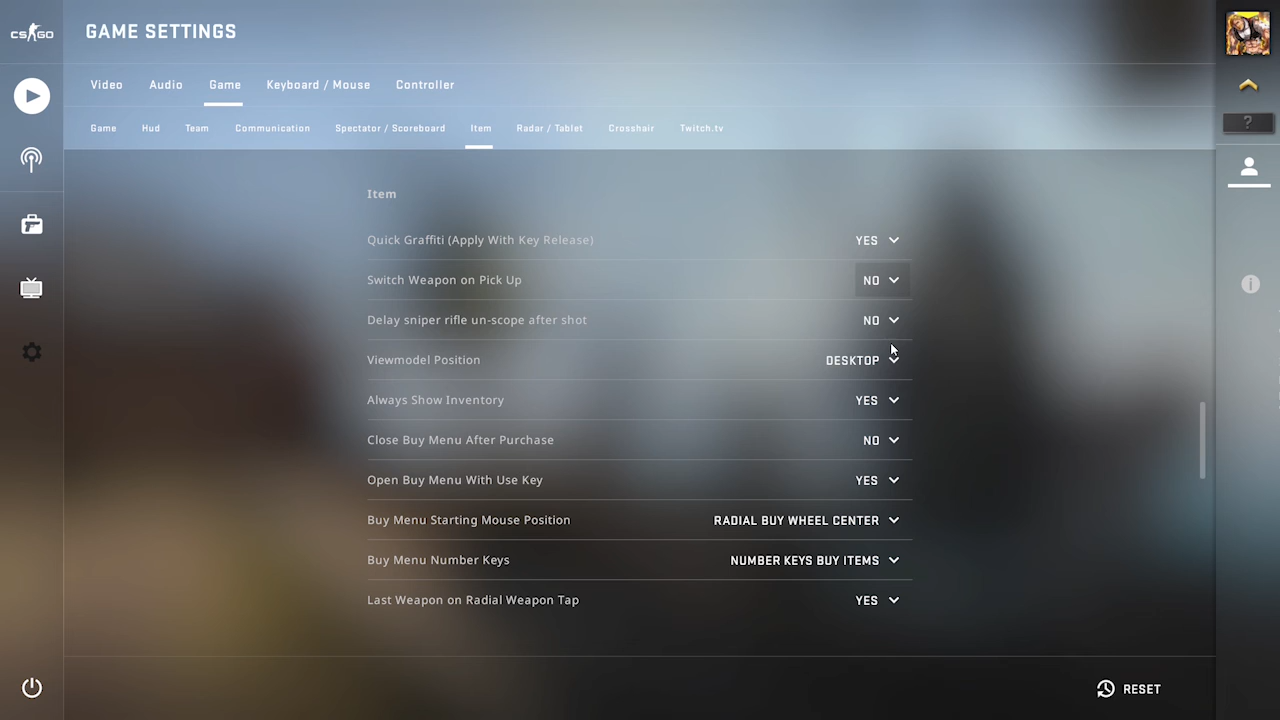 CS GO
GAME SETTINGS
Video Audio Game Keyboard / Mouse Controller
Game Hud Team Communication Spectator / Scoreboard Item Radar / Tablet Crosshair Twitch.tv
Item
Quick Graffiti (Apply With Key Release) YES
Switch Weapon on Pick Up NO
Delay sniper rifle un-scope after shot NO
Viewmodel Position DESKTOP
Always Show Inventory YES
Close Buy Menu After Purchase NO
Open Buy Menu With Use Key YES
Buy Menu Starting Mouse Position RADIAL BUY WHEEL CENTER
Buy Menu Number Keys NUMBER KEYS BUY ITEMS
Last Weapon on Radial Weapon Tap YES
RESET
?
i